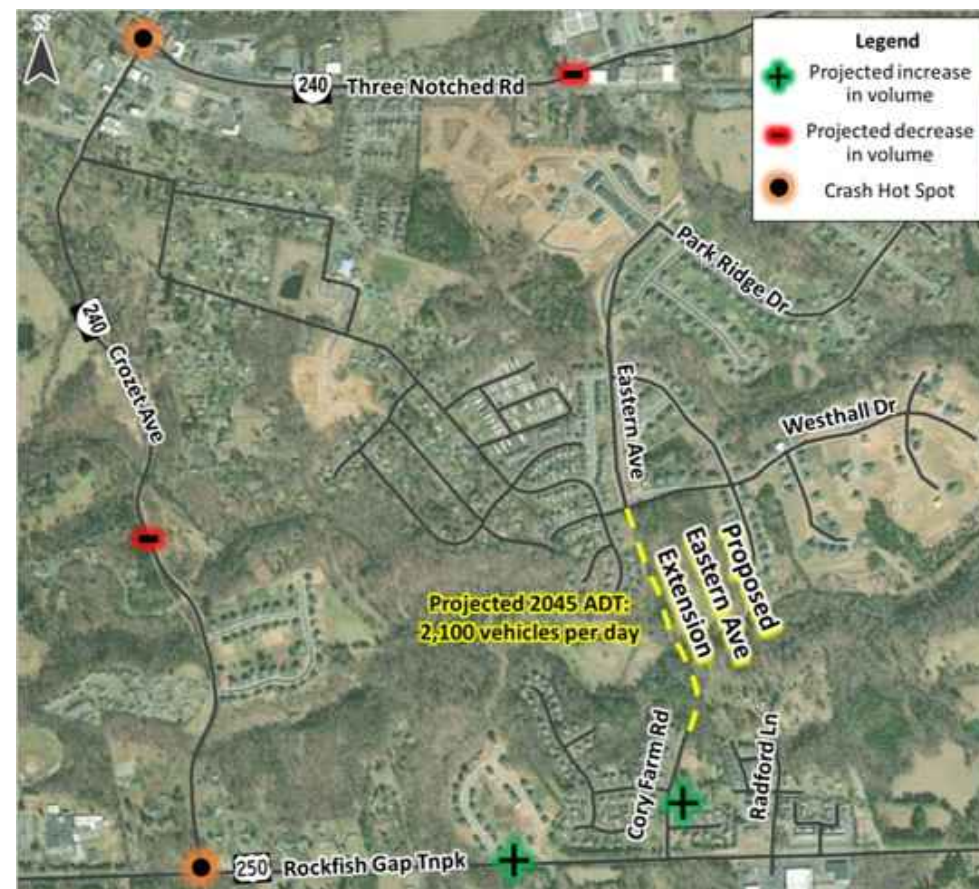 Legend
Projected increase
in volume
Projected decrease
in volume
Crash Hot Spot
240
Three Notched Rd
Park Ridge Dr
240
Crozet Ave
Eastern Ave
Westhall Dr
Proposed
Eastern Ave
Extension
Projected 2045 ADT:
2,100 vehicles per day
Cory Farm Rd
Radford Ln
250
Rockfish Gap Tnpk